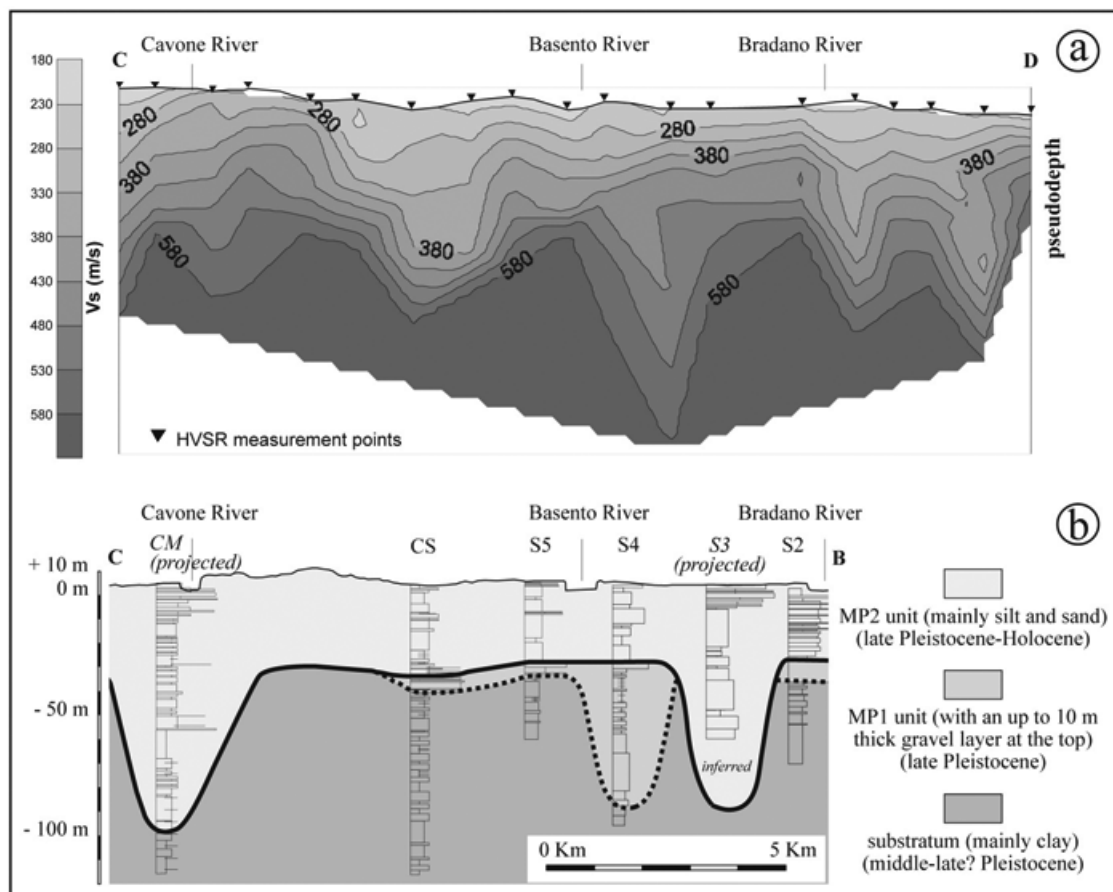 Cavone River
Basento River
Bradano River
C
D
a
180
230
280
330
380
430
480
530
580
Vs (m/s)
280
380
580
280
380
580
280
380
580
380
pseudodepth
HVSR measurement points
Cavone River
Basento River
Bradano River
b
C
CM
(projected)
CS
S5
S4
S3
(projected)
S2
B
+ 10 m
0 m
- 50 m
- 100 m
inferred
0 Km
5 Km
MP2 unit (mainly silt and sand)
(late Pleistocene-Holocene)
MP1 unit (with an up to 10 m
thick gravel layer at the top)
(late Pleistocene)
substratum (mainly clay)
(middle-late? Pleistocene)